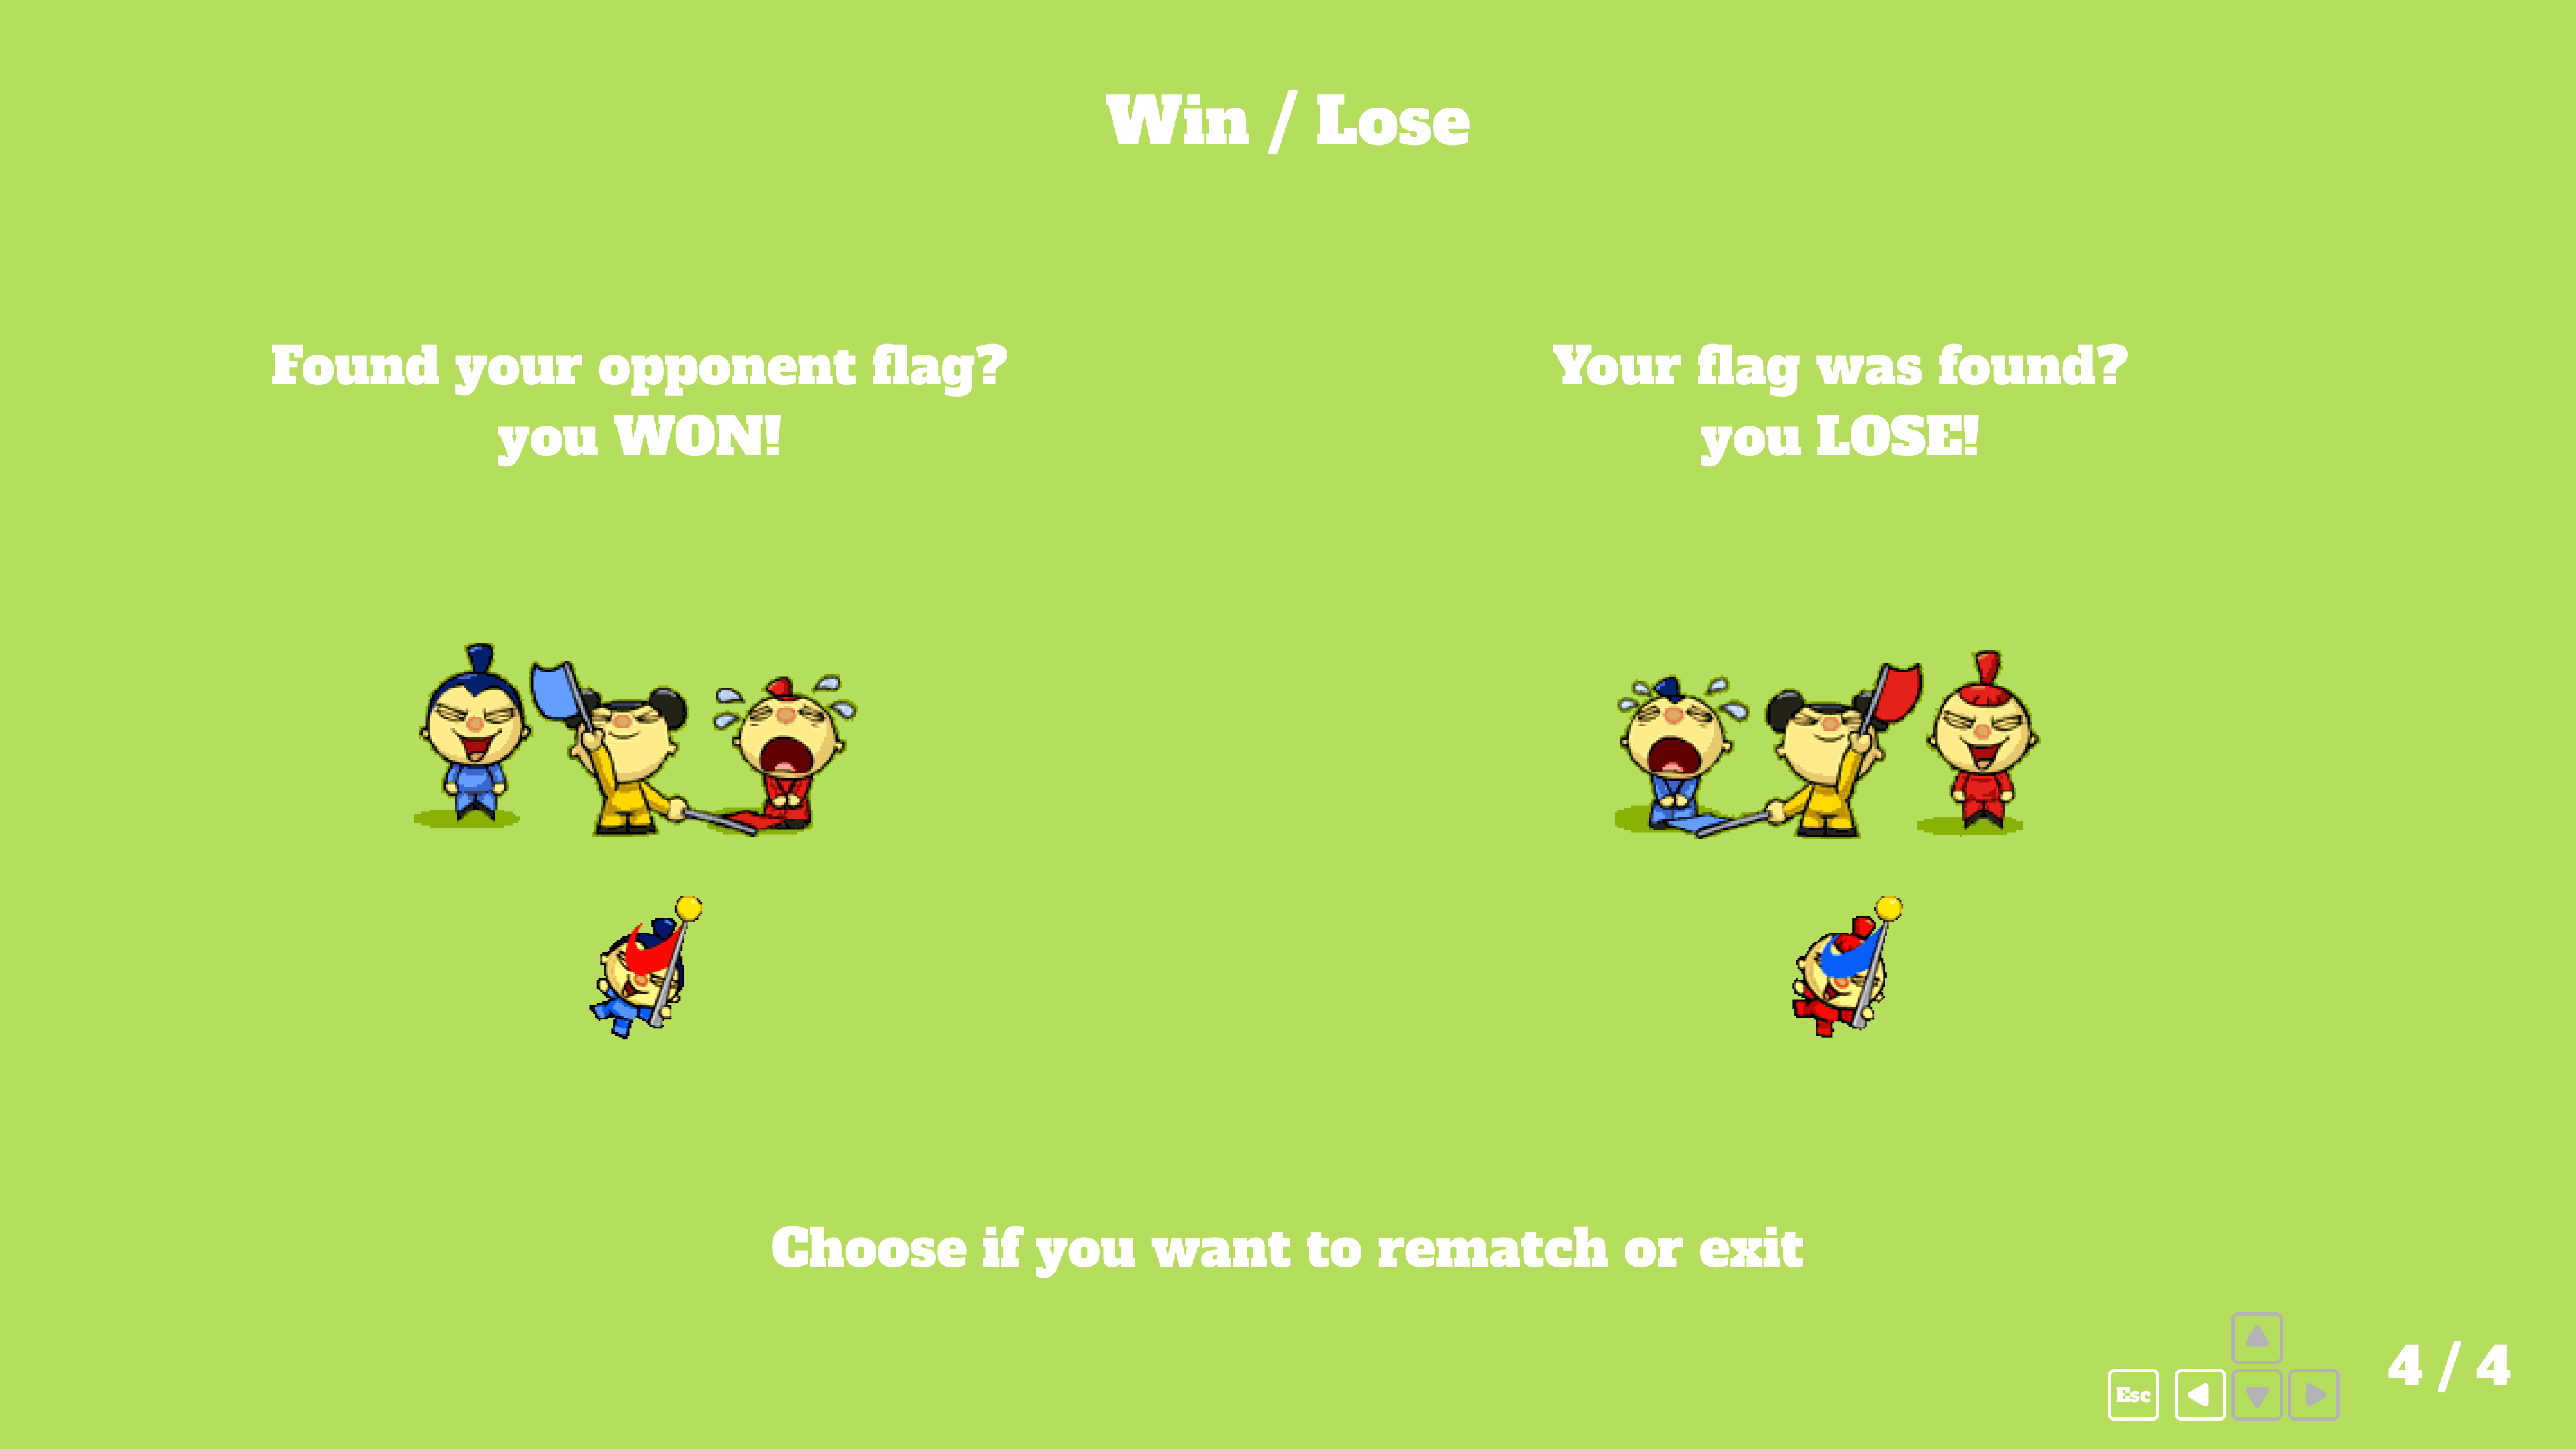 Win / Lose
Found your opponent flag?
you WON!
Your flag was found?
you LOSE!
Choose if you want to rematch or exit
Esc
4 / 4